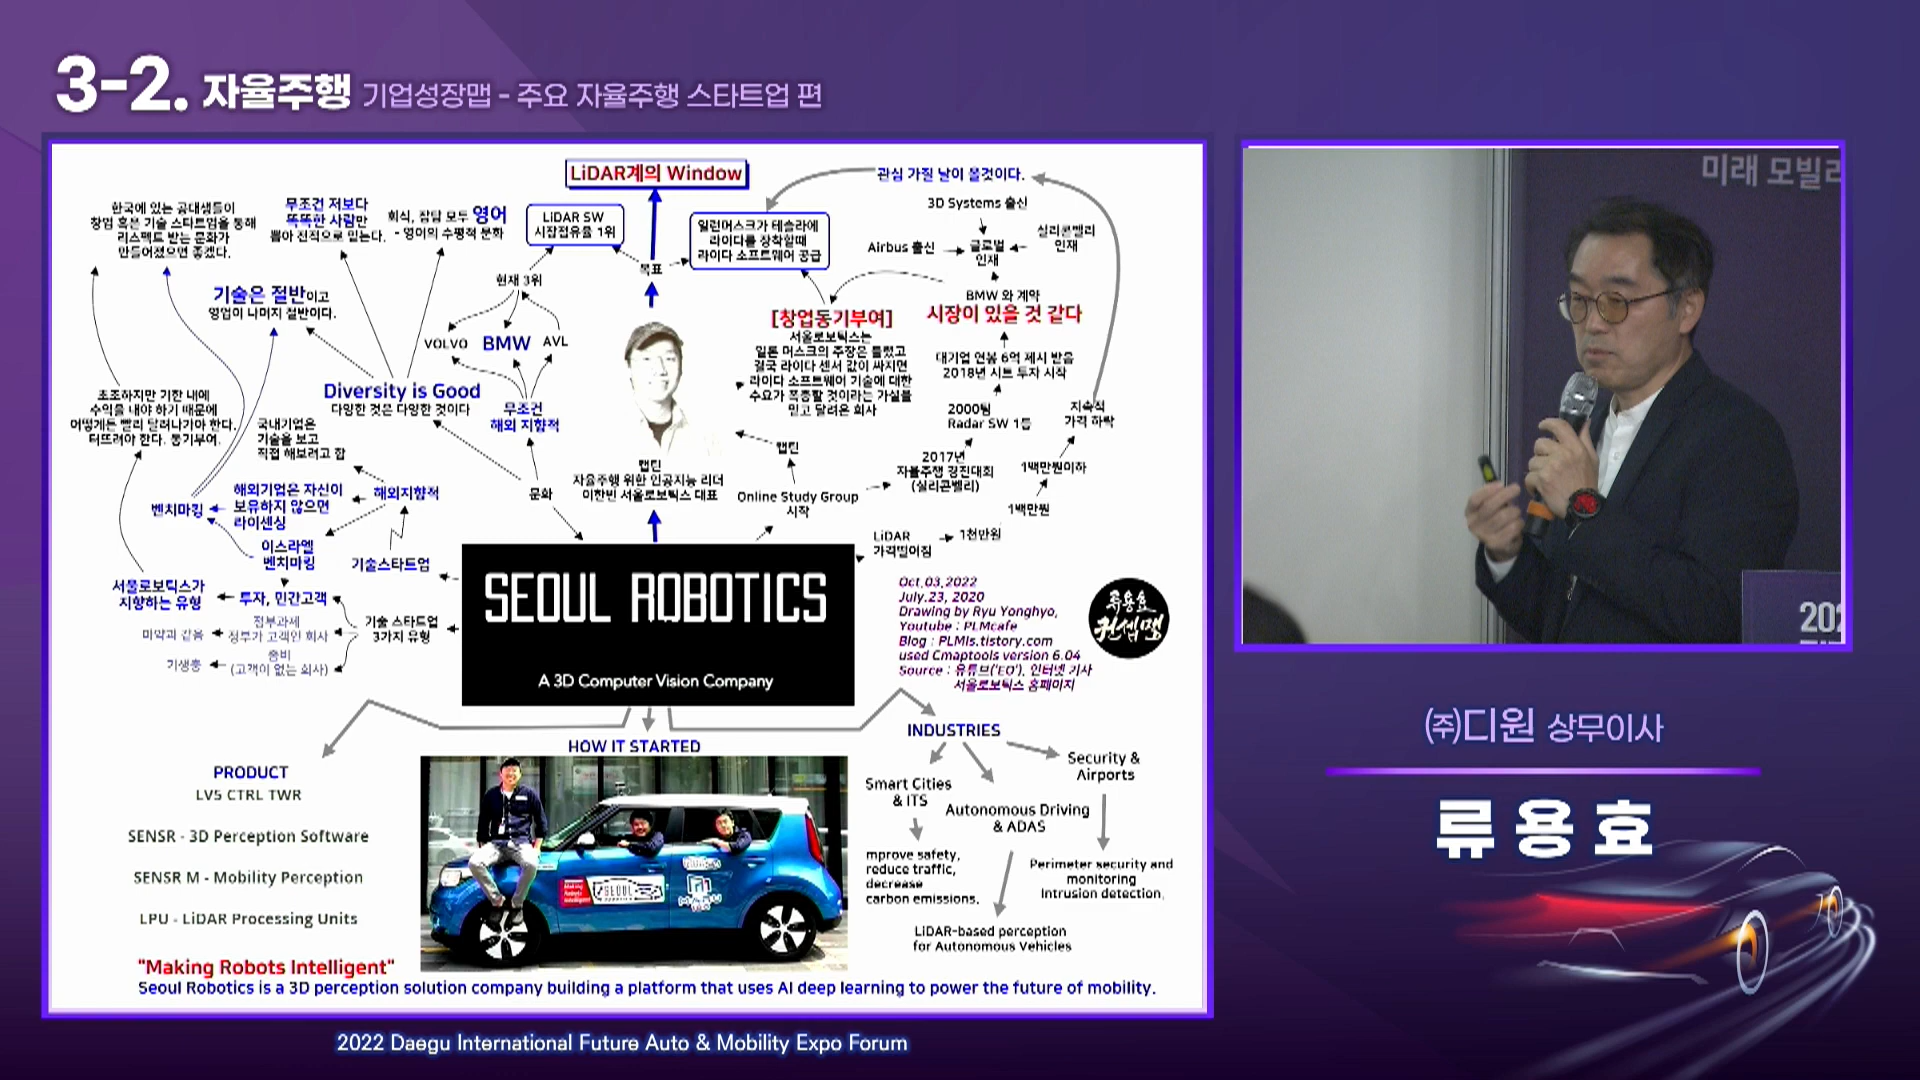 3-2. 자율주행 기업성장맵 - 주요 자율주행 스타트업 편
LiDAR계의 Window
관심 가질 날이 올것이다.
한국에 있는 공대생들이
창업 혹은 기술 스타트업을 통해
리스펙트 받는 문화가
만들어졌으면 좋겠다.
무조건 저보다
똑똑한 사람만
뽑아 전적으로 믿는다.
회식, 잡담 모두 영어
- 영어의 수평적 문화
LiDAR SW
시장점유율 1위
일런머스크가 테슬라에
라이다를 장착할때
라이다 소프트웨어 공급
3D Systems 출신
Airbus 출신
글로벌
인재
실리콘벨리
인재
목표
현재 3위
기술은 절반이고
영업이 나머지 절반이다.
VOLVO
BMW
AVL
[창업동기부여]
서울로보틱스는
일론 머스크의 주장은 틀렸고
결국 라이다 센서 값이 싸지면
라이다 소프트웨어 기술에 대한
수요가 폭증할 것이라는 가설을
믿고 달려온 회사
BMW 와 계약
시장이 있을 것 같다
대기업 연봉 6억 제시 받음
2018년 시드 투자 시작
Diversity is Good
다양한 것은 다양한 것이다
무조건
해외 지향적
2000팀
Radar SW 1등
지속적
가격 하락
초조하지만 기한 내에
수익을 내야 하기 때문에
어떻게든 빨리 달려나가야 한다.
터뜨려야 한다. 동기부여.
국내기업은
기술을 보고
직접 해보려고 함
캡틴
2017년
자율주행 경진대회
(실리콘벨리)
1백만원이하
캡틴
자율주행 위한 인공지능 리더
이한빈 서울로보틱스 대표
Online Study Group
시작
벤치마킹
해외기업은 자신이
보유하지 않으면
라이센싱
해외지향적
문화
1백만원
이스라엘
벤치마킹
기술스타트업
LiDAR
가격떨어짐
1천만원
서울로보틱스가
지향하는 유형
투자, 민간고객
마약과 같음
정부과제
정부가 고객인 회사
기생충
좀비
(고객이 없는 회사)
기술 스타트업
3가지 유형
SEOUL ROBOTICS
A 3D Computer Vision Company
Oct.03.2022
July.23, 2020
Drawing by Ryu Yonghyo,
Youtube : PLMcafe
Blog : PLMIs.tistory.com
used Cmaptools version 6.04
Source : 유튜브('EO'), 인터넷 기사
서울로보틱스 홈페이지
류용효
컨셉맵
PRODUCT
LV5 CTRL TWR
SENSR - 3D Perception Software
SENSR M - Mobility Perception
LPU - LiDAR Processing Units
HOW IT STARTED
SEOUL
INDUSTRIES
Smart Cities
& ITS
Autonomous Driving
& ADAS
Security &
Airports
mprove safety,
reduce traffic,
decrease
carbon emissions.
LiDAR-based perception
for Autonomous Vehicles
Perimeter security and
monitoring
Intrusion detection,
"Making Robots Intelligent"
Seoul Robotics is a 3D perception solution company building a platform that uses AI deep learning to power the future of mobility.
2022 Daegu International Future Auto & Mobility Expo Forum
미래 모빌리
202
㈜디원 상무이사
류용효